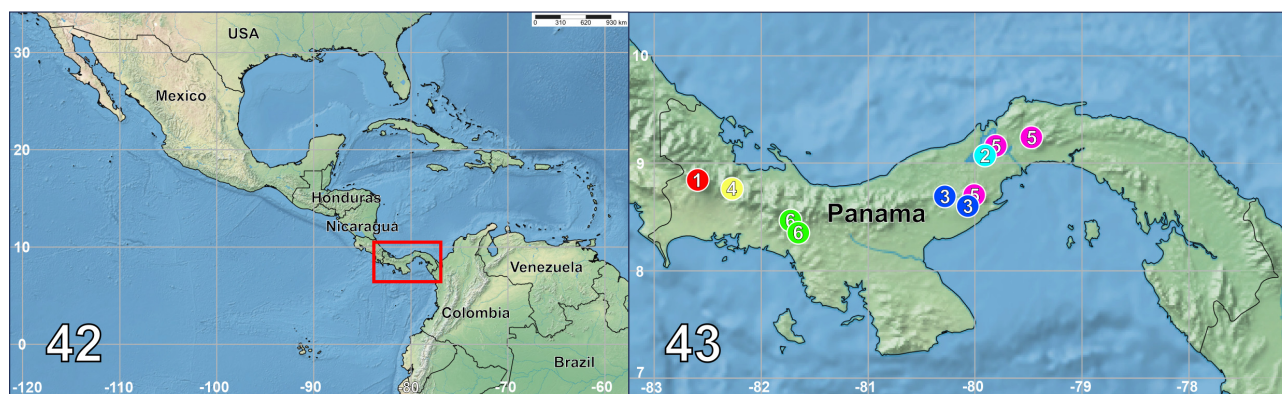 0 310 620 930 km
USA
30
Mexico
20
Honduras
Nicaragua
10
Venezuela
Colombia
42
0
Brazil
-120 -110 -100 -90 -80 -70 -60
10
5
5
2
9
1
4
3
5
3
6
6
Panama
8
43
7
-83 -82 -81 -80 -79 -78